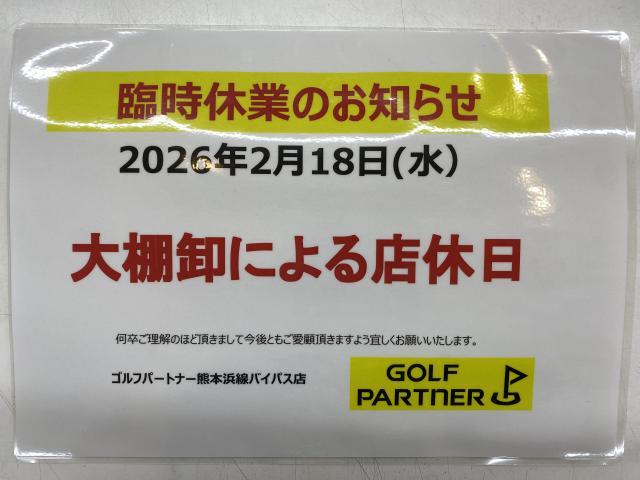 臨時休業のお知らせ
2026年2月18日(水）
大棚卸による店休日
何卒ご理解のほど頂きまして今後ともご愛顧頂きますよう宜しくお願いいたします。
ゴルフパートナー熊本浜線バイパス店
GOLF
PARTNER